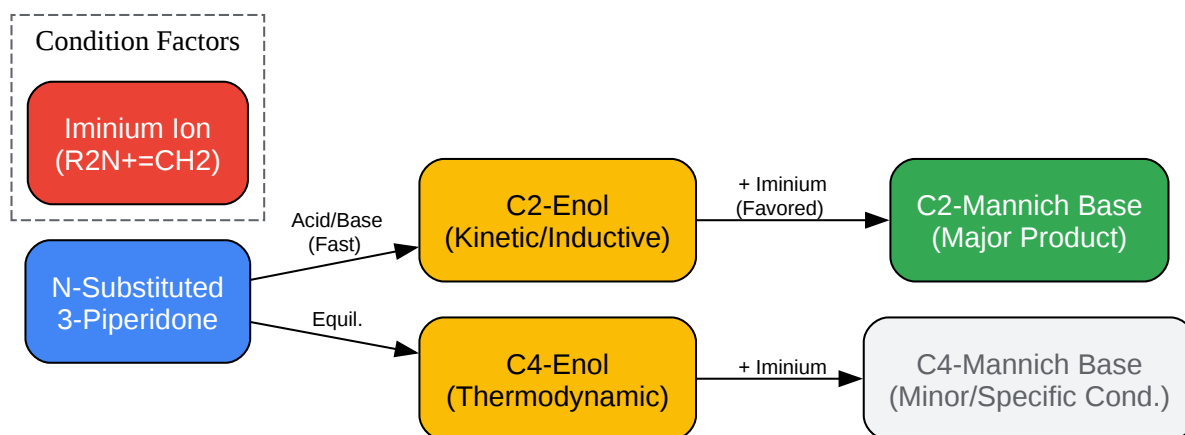 Condition Factors
Iminium Ion
(R2N+=CH2)
N-Substituted
3-Piperidone
Acid/Base
(Fast)
Equil.
C2-Enol
(Kinetic/Inductive)
C4-Enol
(Thermodynamic)
+ Iminium
(Favored)
+ Iminium
C2-Mannich Base
(Major Product)
C4-Mannich Base
(Minor/Specific Cond.)